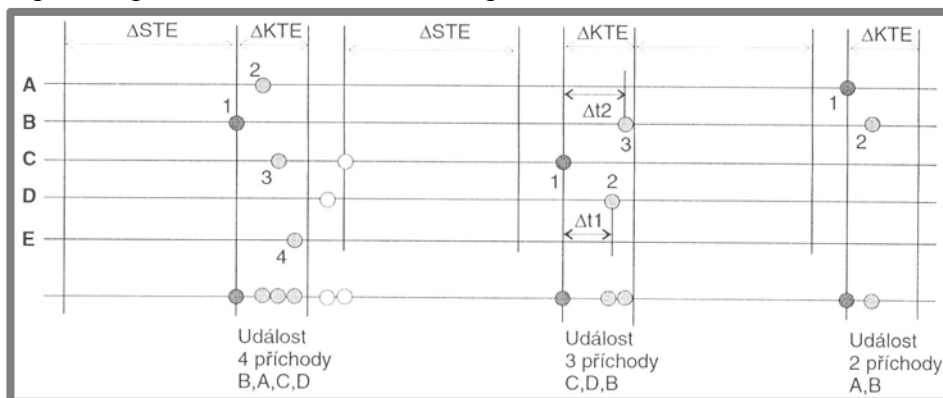 ΔSTE ΔKTE ΔSTE ΔKTE ΔKTE
A 2 1
B 1 Δt2 3 2
C 3 1 2
D
E 4 Δt1
Událost Událost Událost
4 příchody 3 příchody 2 příchody
B,A,C,D C,D,B A,B